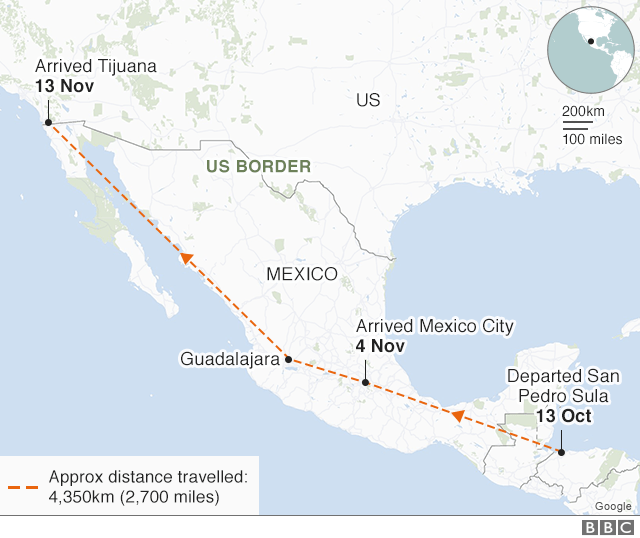 Arrived Tijuana
13 Nov
US
200km
100 miles
US BORDER
MEXICO
Arrived Mexico City
4 Nov
Guadalajara
Departed San
Pedro Sula
13 Oct
Approx distance travelled:
4,350km (2,700 miles)
Google
BBC